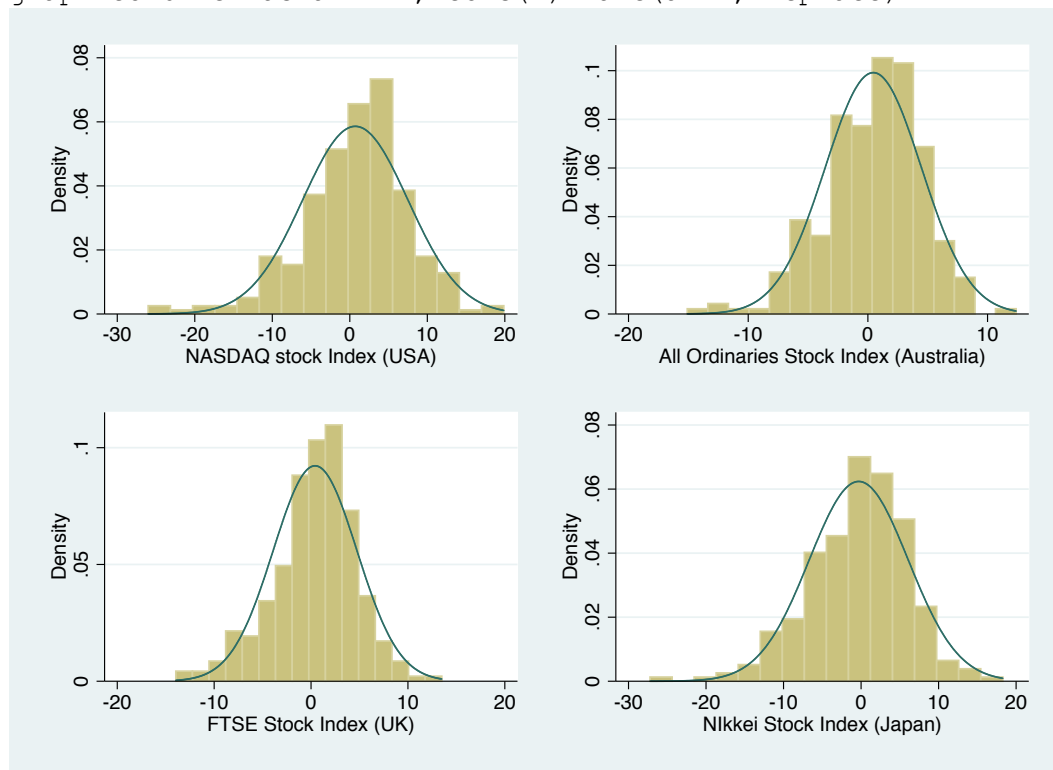 .08
.06
.04
.02
0
Density
-30 -20 -10 0 10 20
NASDAQ stock Index (USA)
.1
.08
.06
.04
.02
0
Density
-20 -10 0 10
All Ordinaries Stock Index (Australia)
.1
.05
0
Density
-20 -10 0 10 20
FTSE Stock Index (UK)
.08
.06
.04
.02
0
Density
-30 -20 -10 0 10 20
NIkkei Stock Index (Japan)